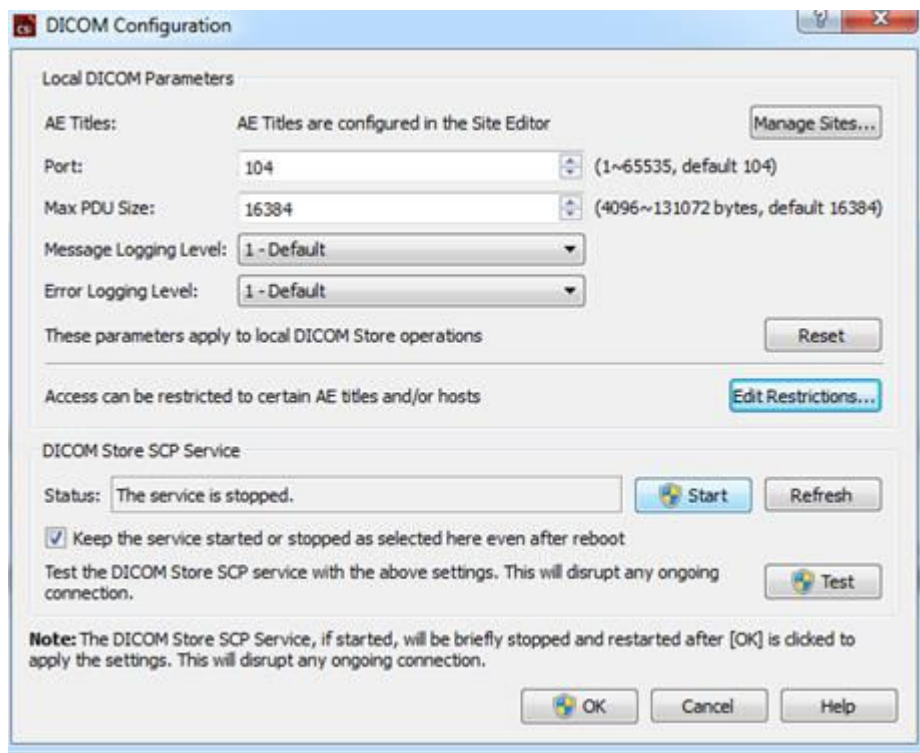 DICOM Configuration
Local DICOM Parameters
AE Titles: AE Titles are configured in the Site Editor Manage Sites...
Port: 104 (1~65535, default 104)
Max PDU Size: 16384 (4096~131072 bytes, default 16384)
Message Logging Level: 1 - Default
Error Logging Level: 1 - Default
These parameters apply to local DICOM Store operations Reset
Access can be restricted to certain AE titles and/or hosts Edit Restrictions...
DICOM Store SCP Service
Status: The service is stopped. Start Refresh
Keep the service started or stopped as selected here even after reboot
Test the DICOM Store SCP service with the above settings. This will disrupt any ongoing
connection. Test
Note: The DICOM Store SCP Service, if started, will be briefly stopped and restarted after [OK] is clicked to
apply the settings. This will disrupt any ongoing connection.
OK Cancel Help